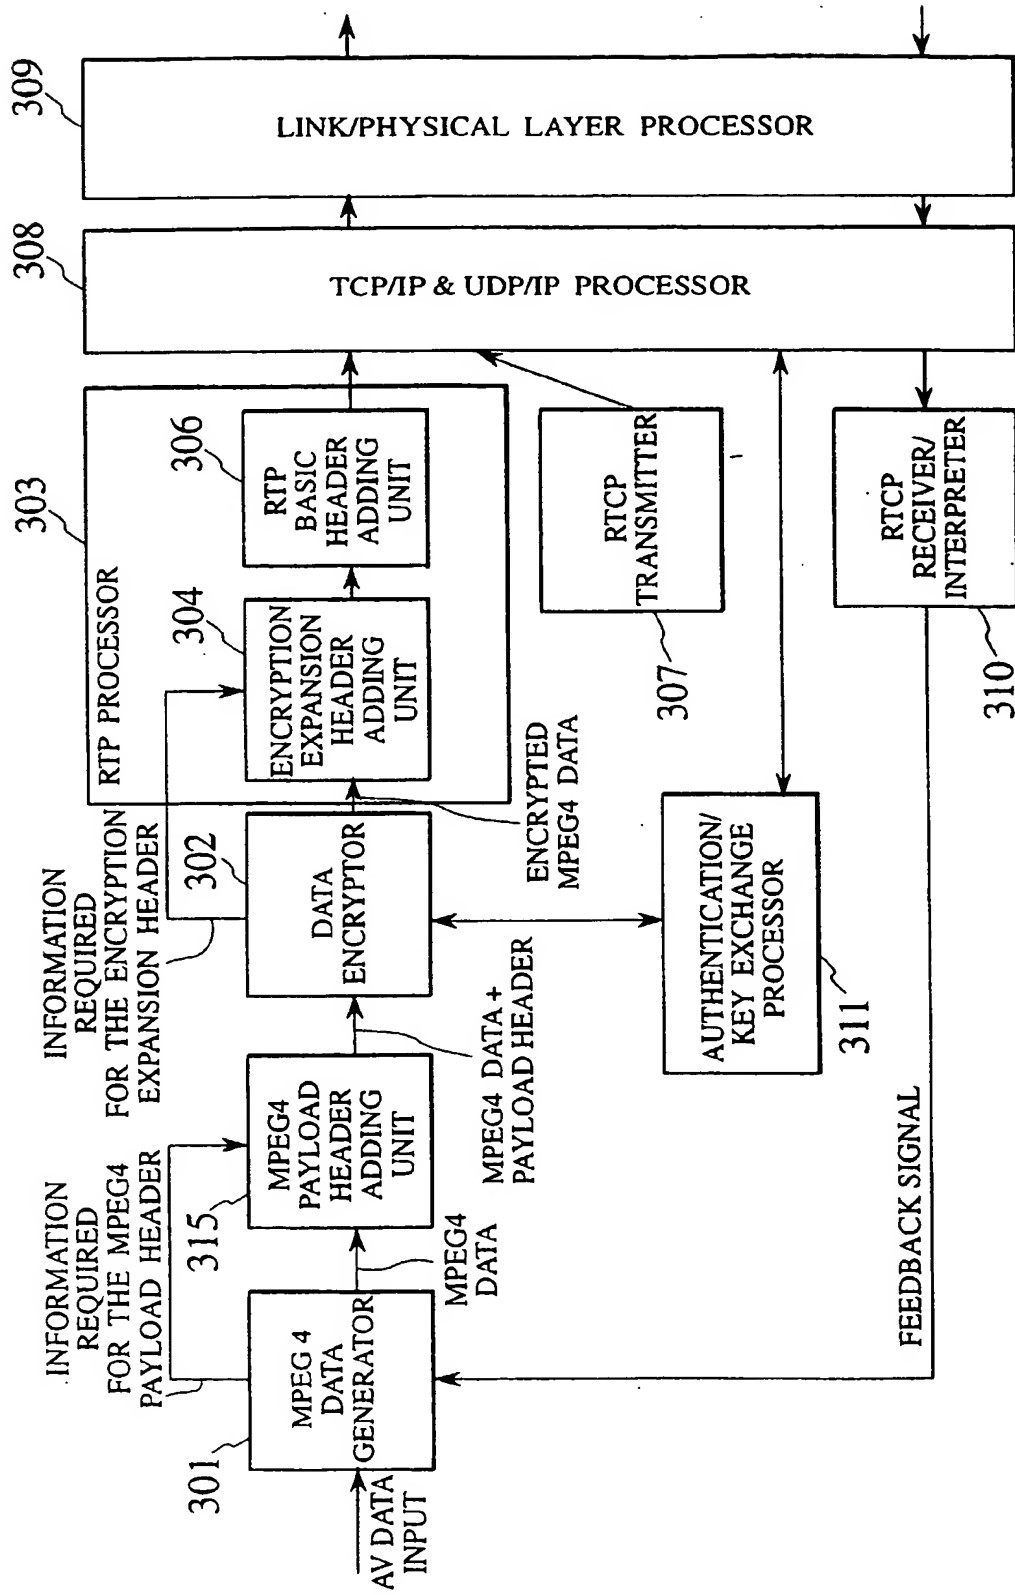 AV DATA
INPUT
301
MPEG 4
DATA
GENERATOR
INFORMATION
REQUIRED
FOR THE MPEG4
PAYLOAD HEADER
MPEG4
DATA
315
MPEG4
PAYLOAD
HEADER
ADDING
UNIT
MPEG4 DATA +
PAYLOAD HEADER
INFORMATION
REQUIRED
FOR THE ENCRYPTION
EXPANSION HEADER
302
DATA
ENCRYPTOR
ENCRYPTED
MPEG4 DATA
303
RTP PROCESSOR
304
ENCRYPTION
EXPANSION
HEADER
ADDING
UNIT
306
RTP
BASIC
HEADER
ADDING
UNIT
RTCP
TRANSMITTER
307
AUTHENTICATION/
KEY EXCHANGE
PROCESSOR
311
RTCP
RECEIVER/
INTERPRETER
310
FEEDBACK SIGNAL
308
TCP/IP & UDP/IP PROCESSOR
309
LINK/PHYSICAL LAYER PROCESSOR